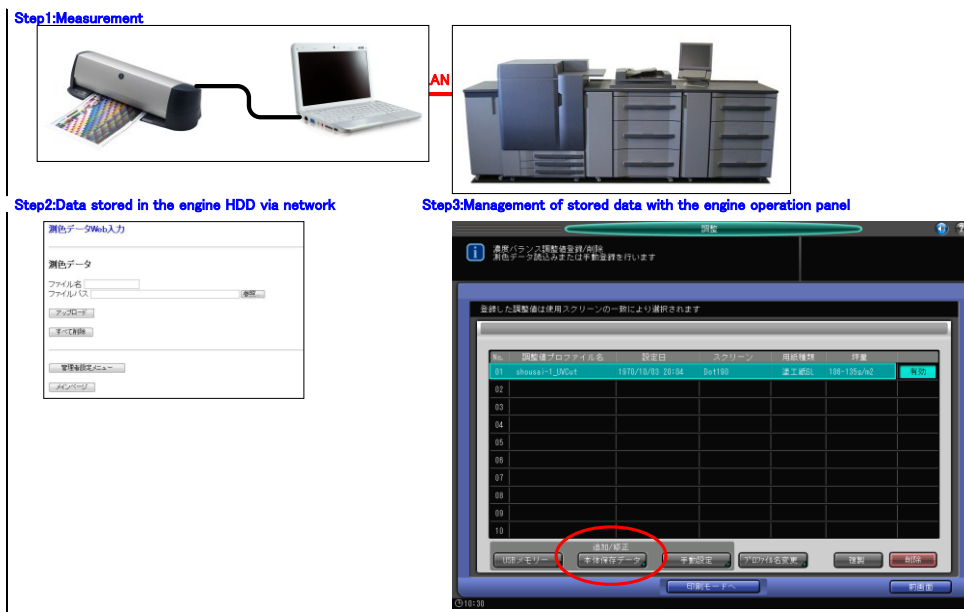 Step1:Measurement
AN
Step2:Data stored in the engine HDD via network
Step3:Management of stored data with the engine operation panel
測色データWeb入力
測色データ
ファイル名
ファイルパス 参照...
アップロード
すべて削除
管理者設定メニュー
メインページ
調整
濃度バランス調整値登録/削除
測色データ読込みまたは手動登録を行います
登録した調整値は使用スクリーンの一致により選択されます
No. 調整値プロファイル名 設定日 スクリーン 用紙種類 坪量
01 shousai-1_UVCut 1970/10/03 20:04 Dot190 塗工紙GL 106-135g/m2 有効
02
03
04
05
06
07
08
09
10
追加/修正
USBメモリー 本体保存データ 手動設定 プロファイル名変更 複製 削除
印刷モードへ 前画面
10:30